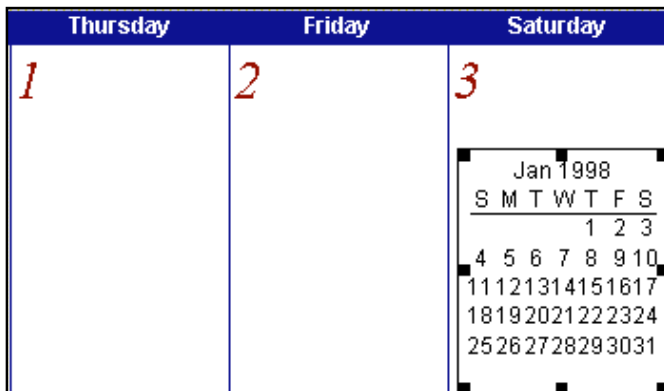 Thursday Friday Saturday
1 2 3
Jan 1998
S M T W T F S
1 2 3
4 5 6 7 8 9 10
11 12 13 14 15 16 17
18 19 20 21 22 23 24
25 26 27 28 29 30 31